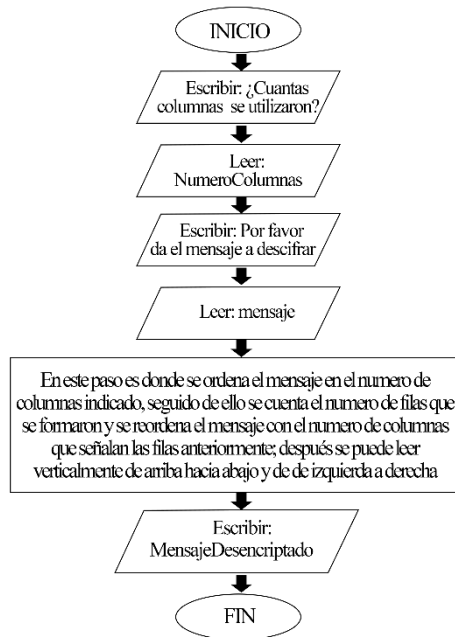 INICIO
Escribir: ¿Cuantas
columnas se utilizaron?
Leer:
NumeroColumnas
Escribir: Por favor
da el mensaje a descifrar
Leer: mensaje
En este paso es donde se ordena el mensaje en el numero de
columnas indicado, seguido de ello se cuenta el numero de filas que
se formaron y se reordena el mensaje con el numero de columnas
que señalan las filas anteriormente; después se puede leer
verticalmente de arriba hacia abajo y de de izquierda a derecha
Escribir:
MensajeDesencriptado
FIN